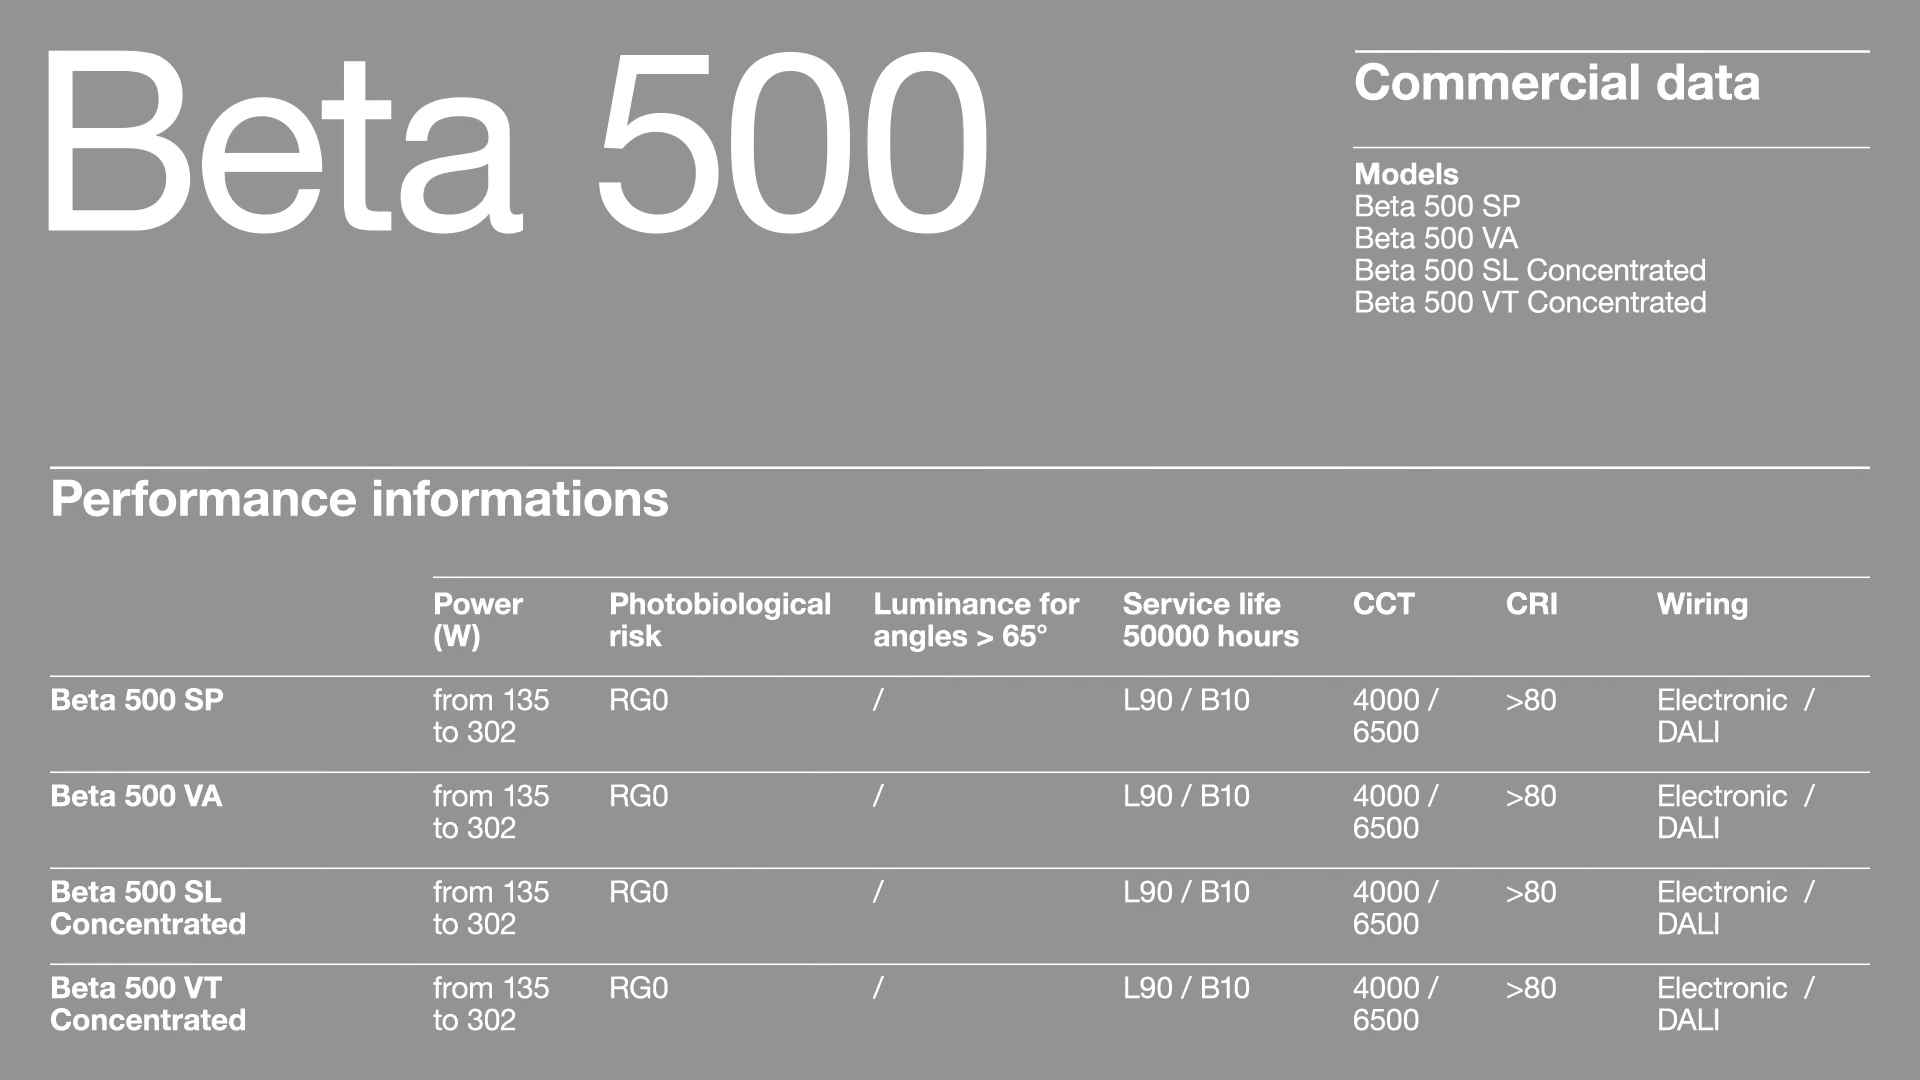 Beta 500
Commercial data
Models
Beta 500 SP
Beta 500 VA
Beta 500 SL Concentrated
Beta 500 VT Concentrated
Performance informations
Power (W) Photobiological risk Luminance for angles > 65° Service life 50000 hours CCT CRI Wiring
Beta 500 SP from 135 to 302 RG0 / L90 / B10 4000 / 6500 >80 Electronic / DALI
Beta 500 VA from 135 to 302 RG0 / L90 / B10 4000 / 6500 >80 Electronic / DALI
Beta 500 SL Concentrated from 135 to 302 RG0 / L90 / B10 4000 / 6500 >80 Electronic / DALI
Beta 500 VT Concentrated from 135 to 302 RG0 / L90 / B10 4000 / 6500 >80 Electronic / DALI